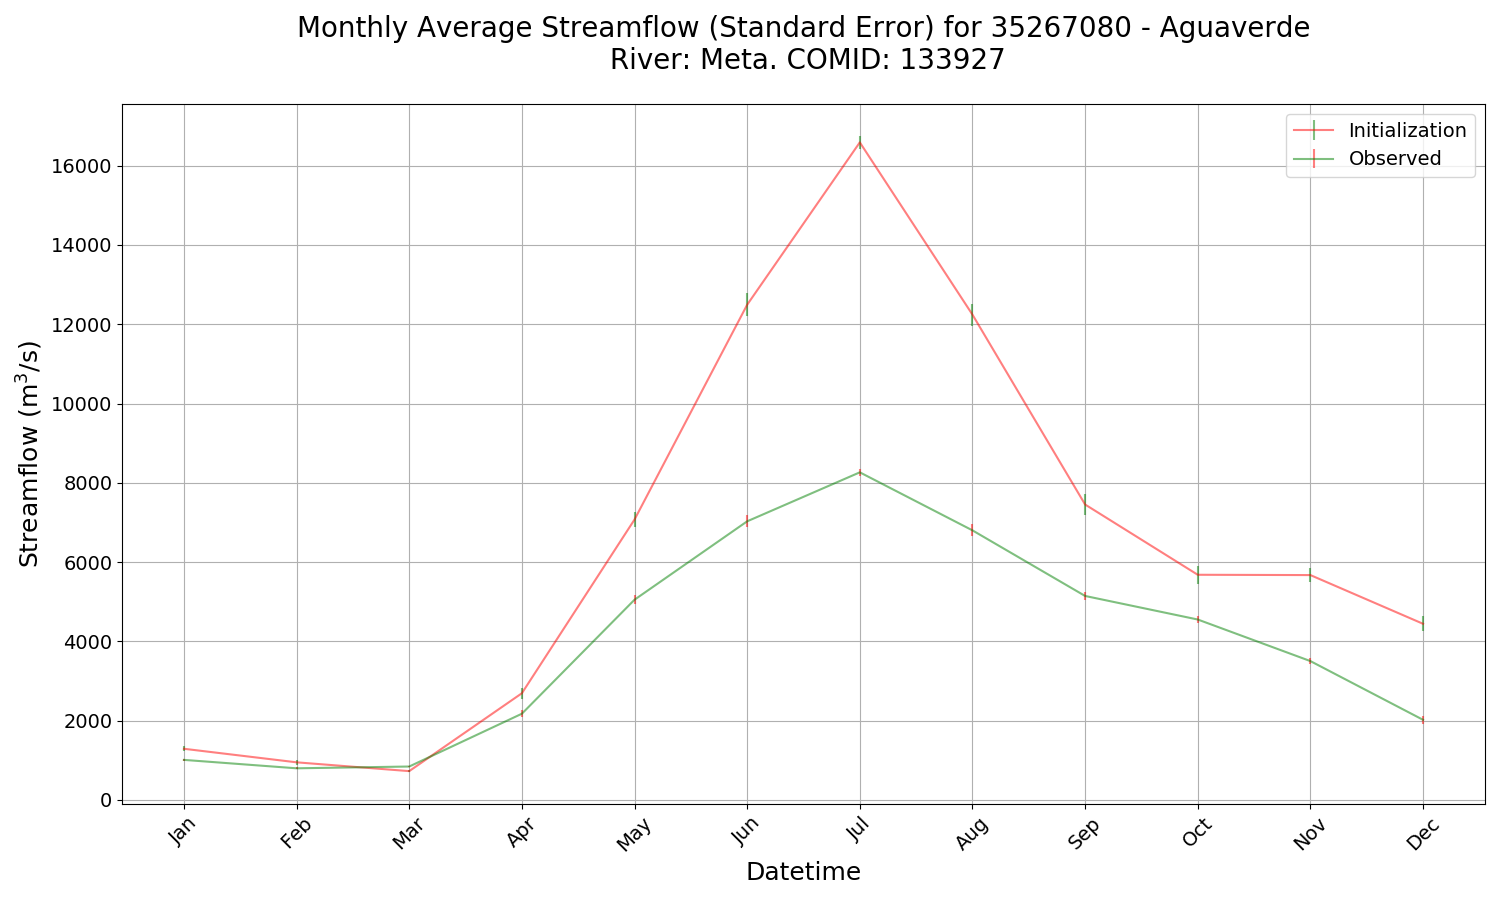 Monthly Average Streamflow (Standard Error) for 35267080 - Aguaverde
River: Meta. COMID: 133927
Initialization
Observed
Streamflow (m³/s)
16000
14000
12000
10000
8000
6000
4000
2000
0
Jan
Feb
Mar
Apr
May
Jun
Jul
Aug
Sep
Oct
Nov
Dec
Datetime